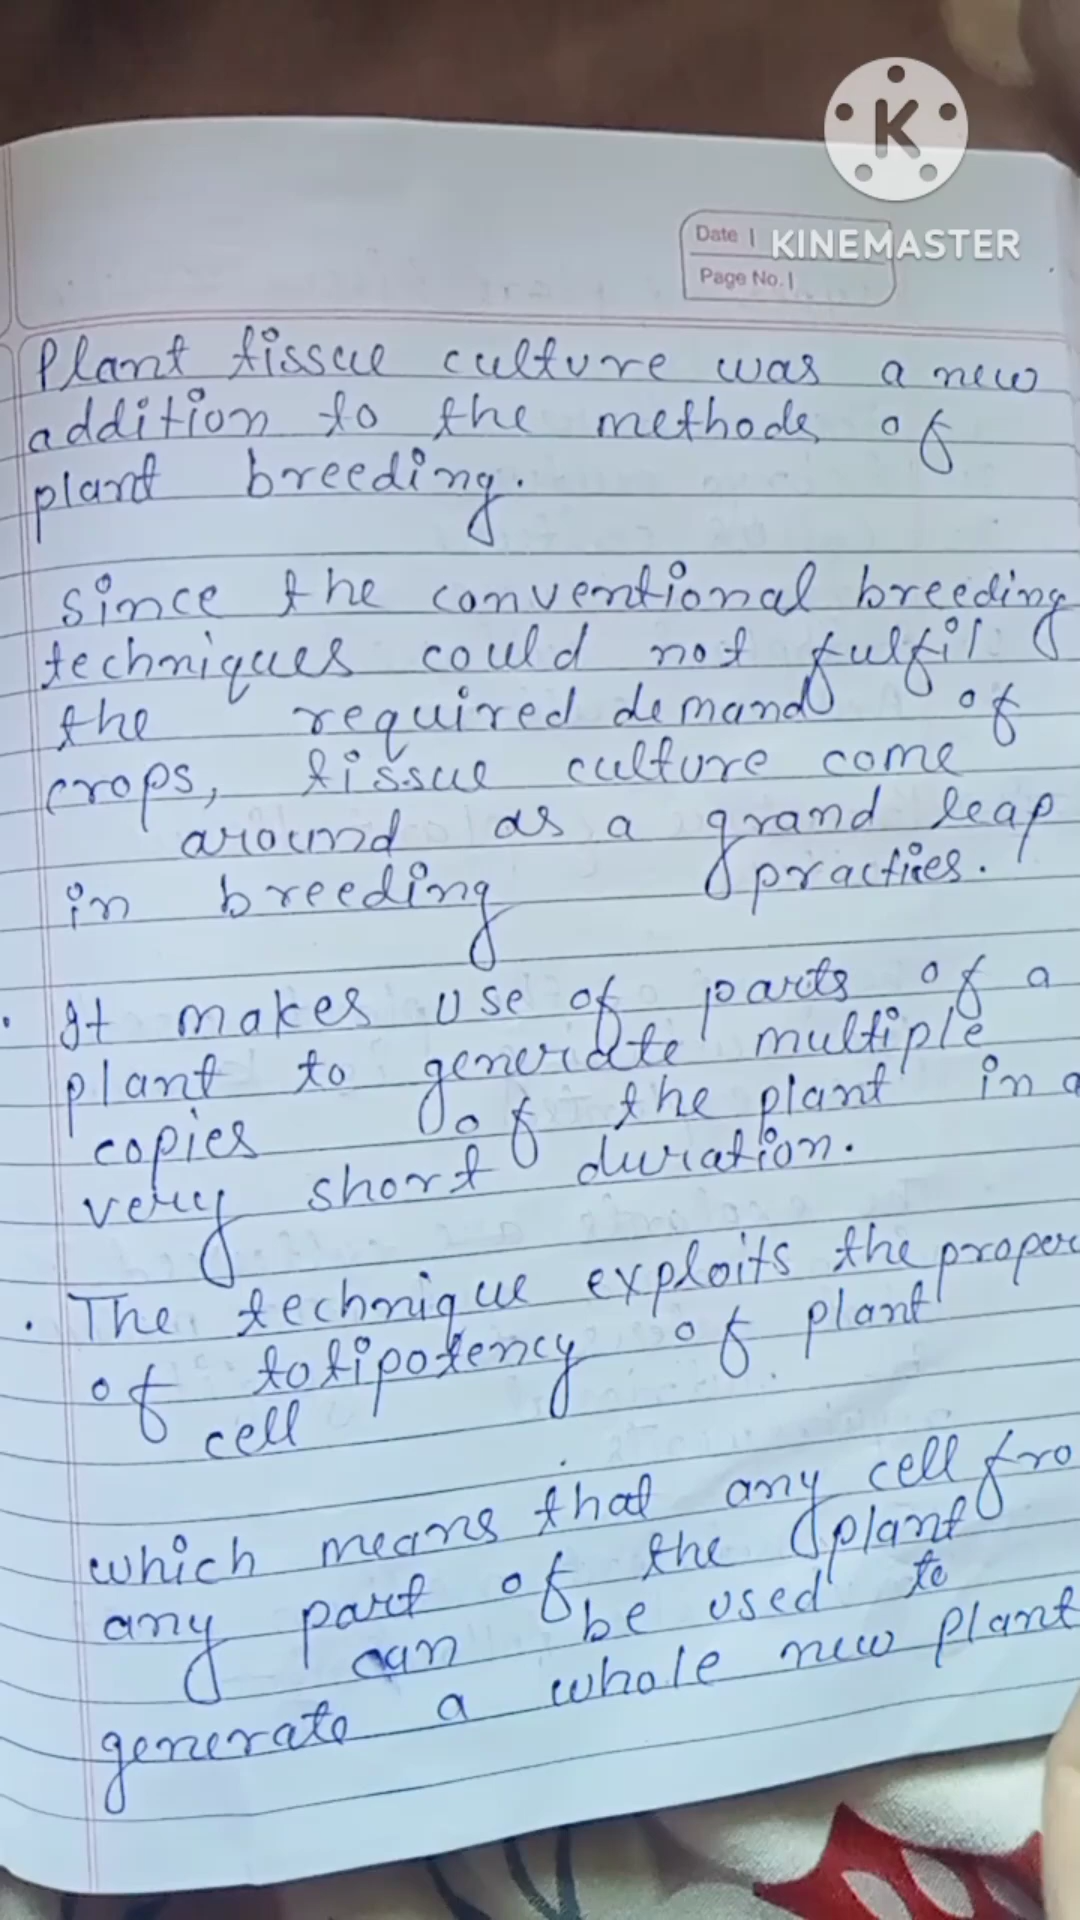 K
KINEMASTER
Date
Page No.
Plant tissue culture was a new
addition to the methods of
plant breeding.
since the conventional breeding
techniques could not fulfil
the required demand of
crops, tissue culture come
around as a grand leap
in breeding practices.
• It makes use of parts of a
plant to generate multiple
copies of the plant in a
very short duration.
• The technique exploits the proper
of totipotency of plant
cell
which means that any cell fro
any part of the plant
can be used to
generate a whole new plant